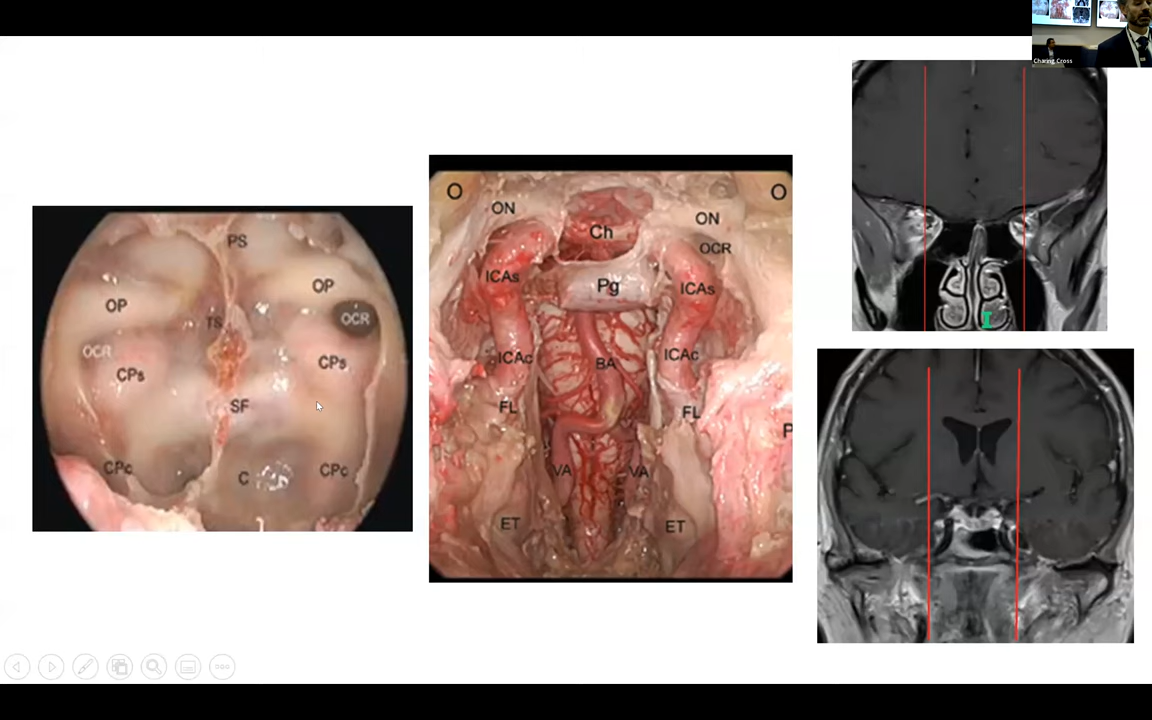 PS
OP
OP
TS
OCR
OCR
CPs
CPs
SF
CPc
C
CPc
O
O
ON
ON
Ch
OCR
ICAs
Pg
ICAs
ICAc
BA
ICAc
FL
FL
P
VA
VA
ET
ET
I
Charing Cross